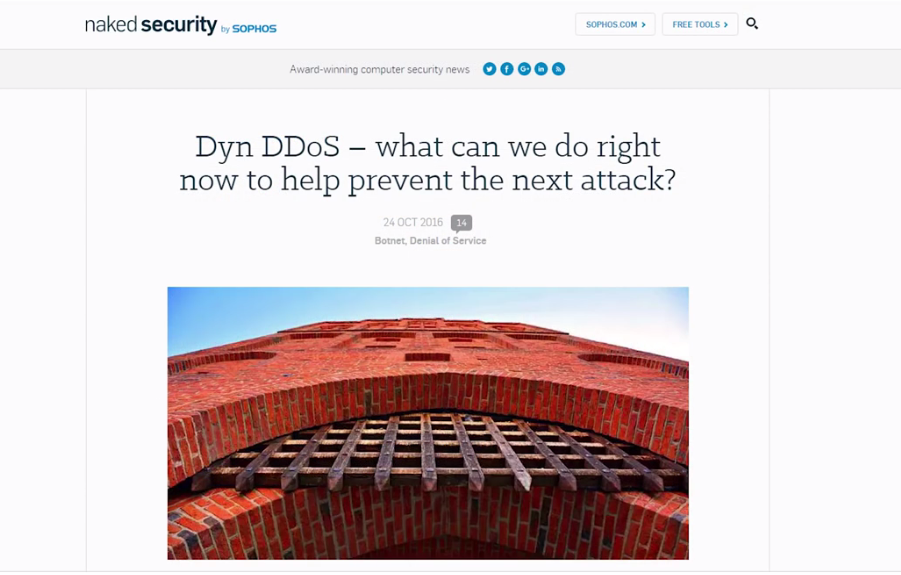 naked security by SOPHOS
SOPHOS.COM >
FREE TOOLS >
Award-winning computer security news
Dyn DDoS – what can we do right
now to help prevent the next attack?
24 OCT 2016 14
Botnet, Denial of Service